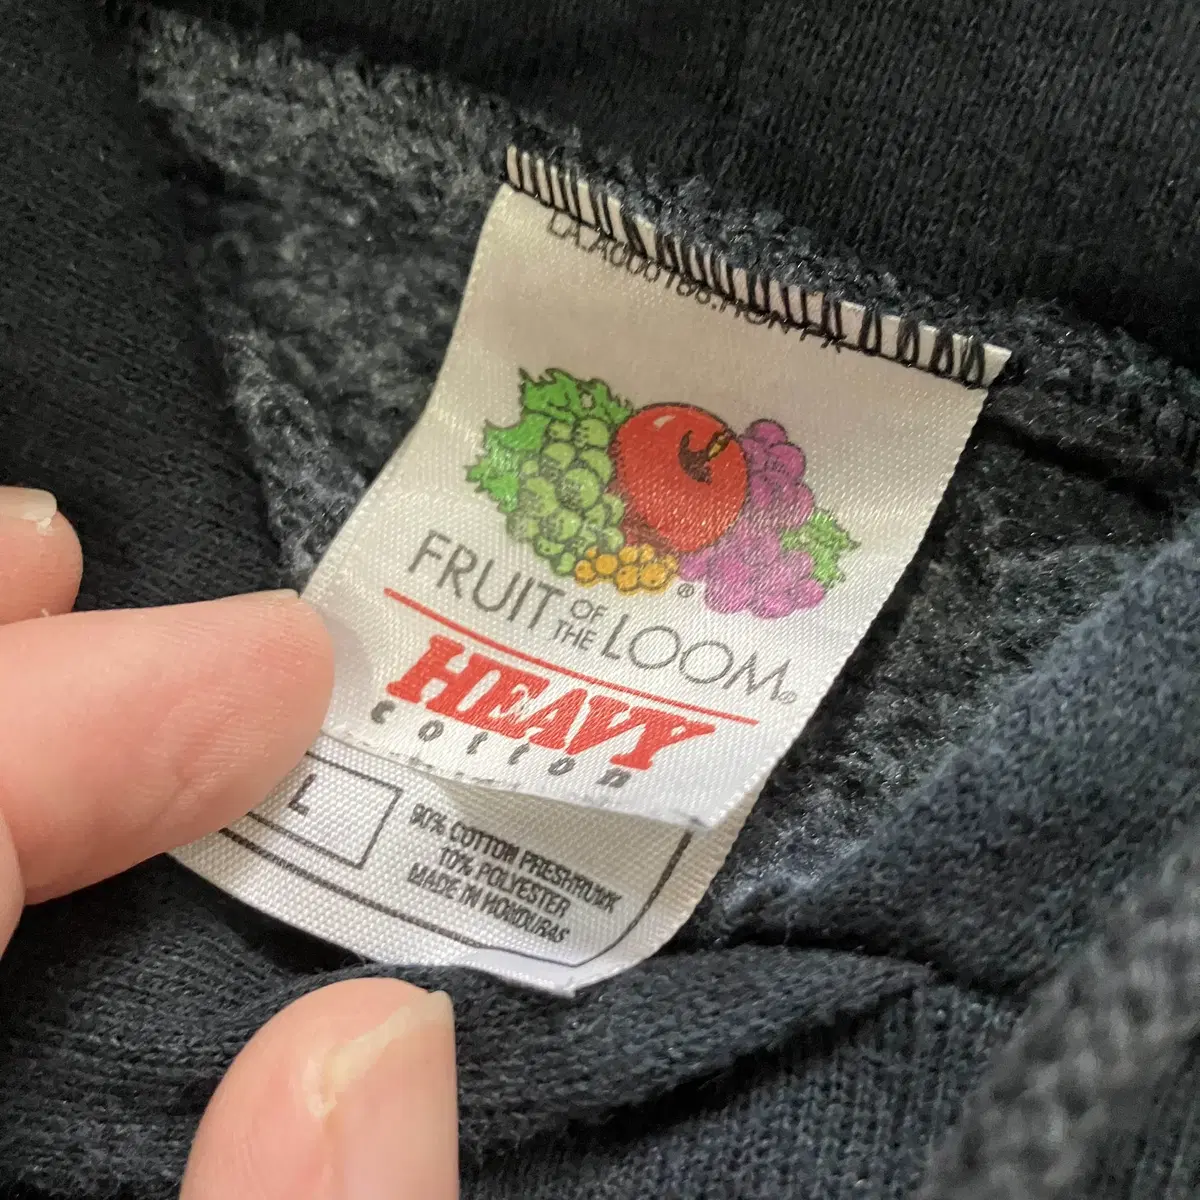 FRUIT OF THE LOOM®
HEAVY
cotton
L
90% COTTON PRESHRUNK
10% POLYESTER
MADE IN HONDURAS